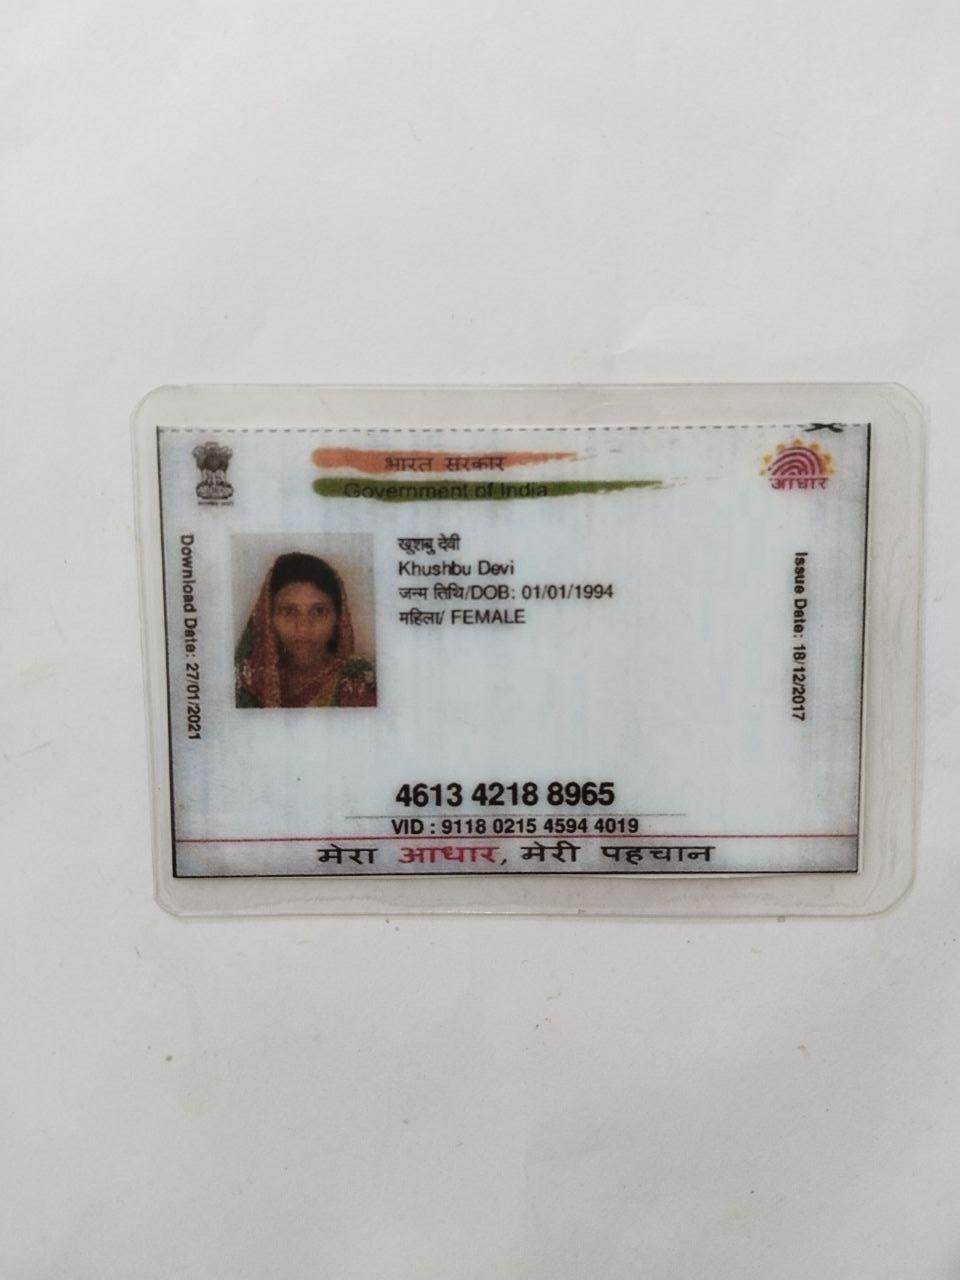 भारत सरकार
Government of India
आधार
Download Date: 27/01/2021
खूशबु देवी
Khushbu Devi
जन्म तिथि/DOB: 01/01/1994
महिला/ FEMALE
Issue Date: 18/12/2017
4613 4218 8965
VID : 9118 0215 4594 4019
मेरा आधार, मेरी पहचान